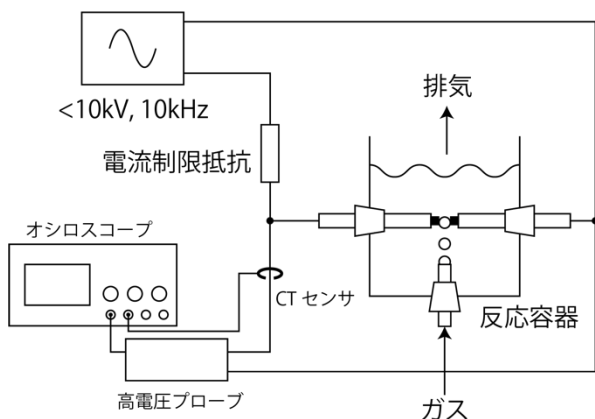 <10kV, 10kHz
排気
電流制限抵抗
オシロスコープ
CT センサ
反応容器
高電圧プローブ
ガス